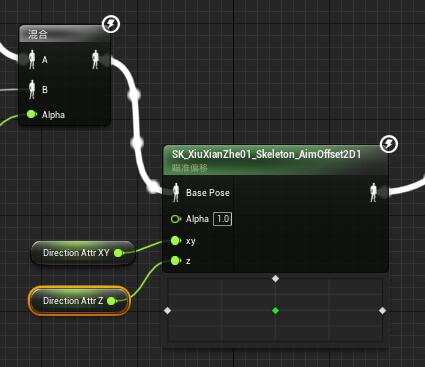 混合
A
B
Alpha
SK_XiuXianZhe01_Skeleton_AimOffset2D1
瞄准偏移
Base Pose
Alpha 1.0
Direction Attr XY
xy
z
Direction Attr Z